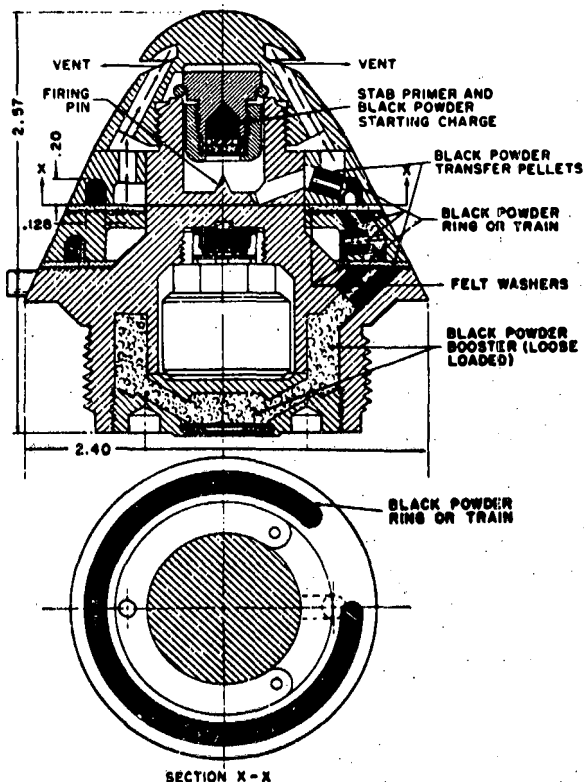 VENT
VENT
FIRING
PIN
STAB PRIMER AND
BLACK POWDER
STARTING CHARGE
2.57
.20
X
X
BLACK POWDER
TRANSFER PELLETS
.128
BLACK POWDER
RING OR TRAIN
FELT WASHERS
BLACK POWDER
BOOSTER (LOOSE
LOADED)
2.40
BLACK POWDER
RING OR TRAIN
SECTION X-X